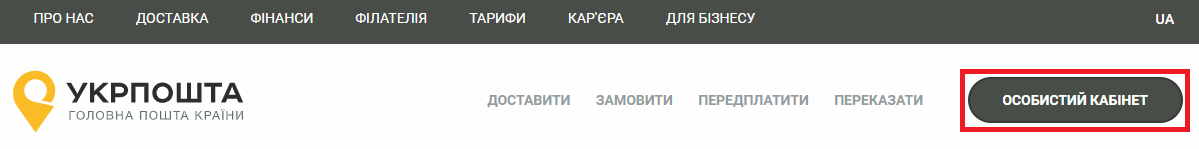 ПРО НАС ДОСТАВКА ФІНАНСИ ФІЛАТЕЛІЯ ТАРИФИ КАР'ЄРА ДЛЯ БІЗНЕСУ UA
УКРПОШТА
ГОЛОВНА ПОШТА КРАЇНИ
ДОСТАВИТИ ЗАМОВИТИ ПЕРЕДПЛАТИТИ ПЕРЕКАЗАТИ ОСОБИСТИЙ КАБІНЕТ